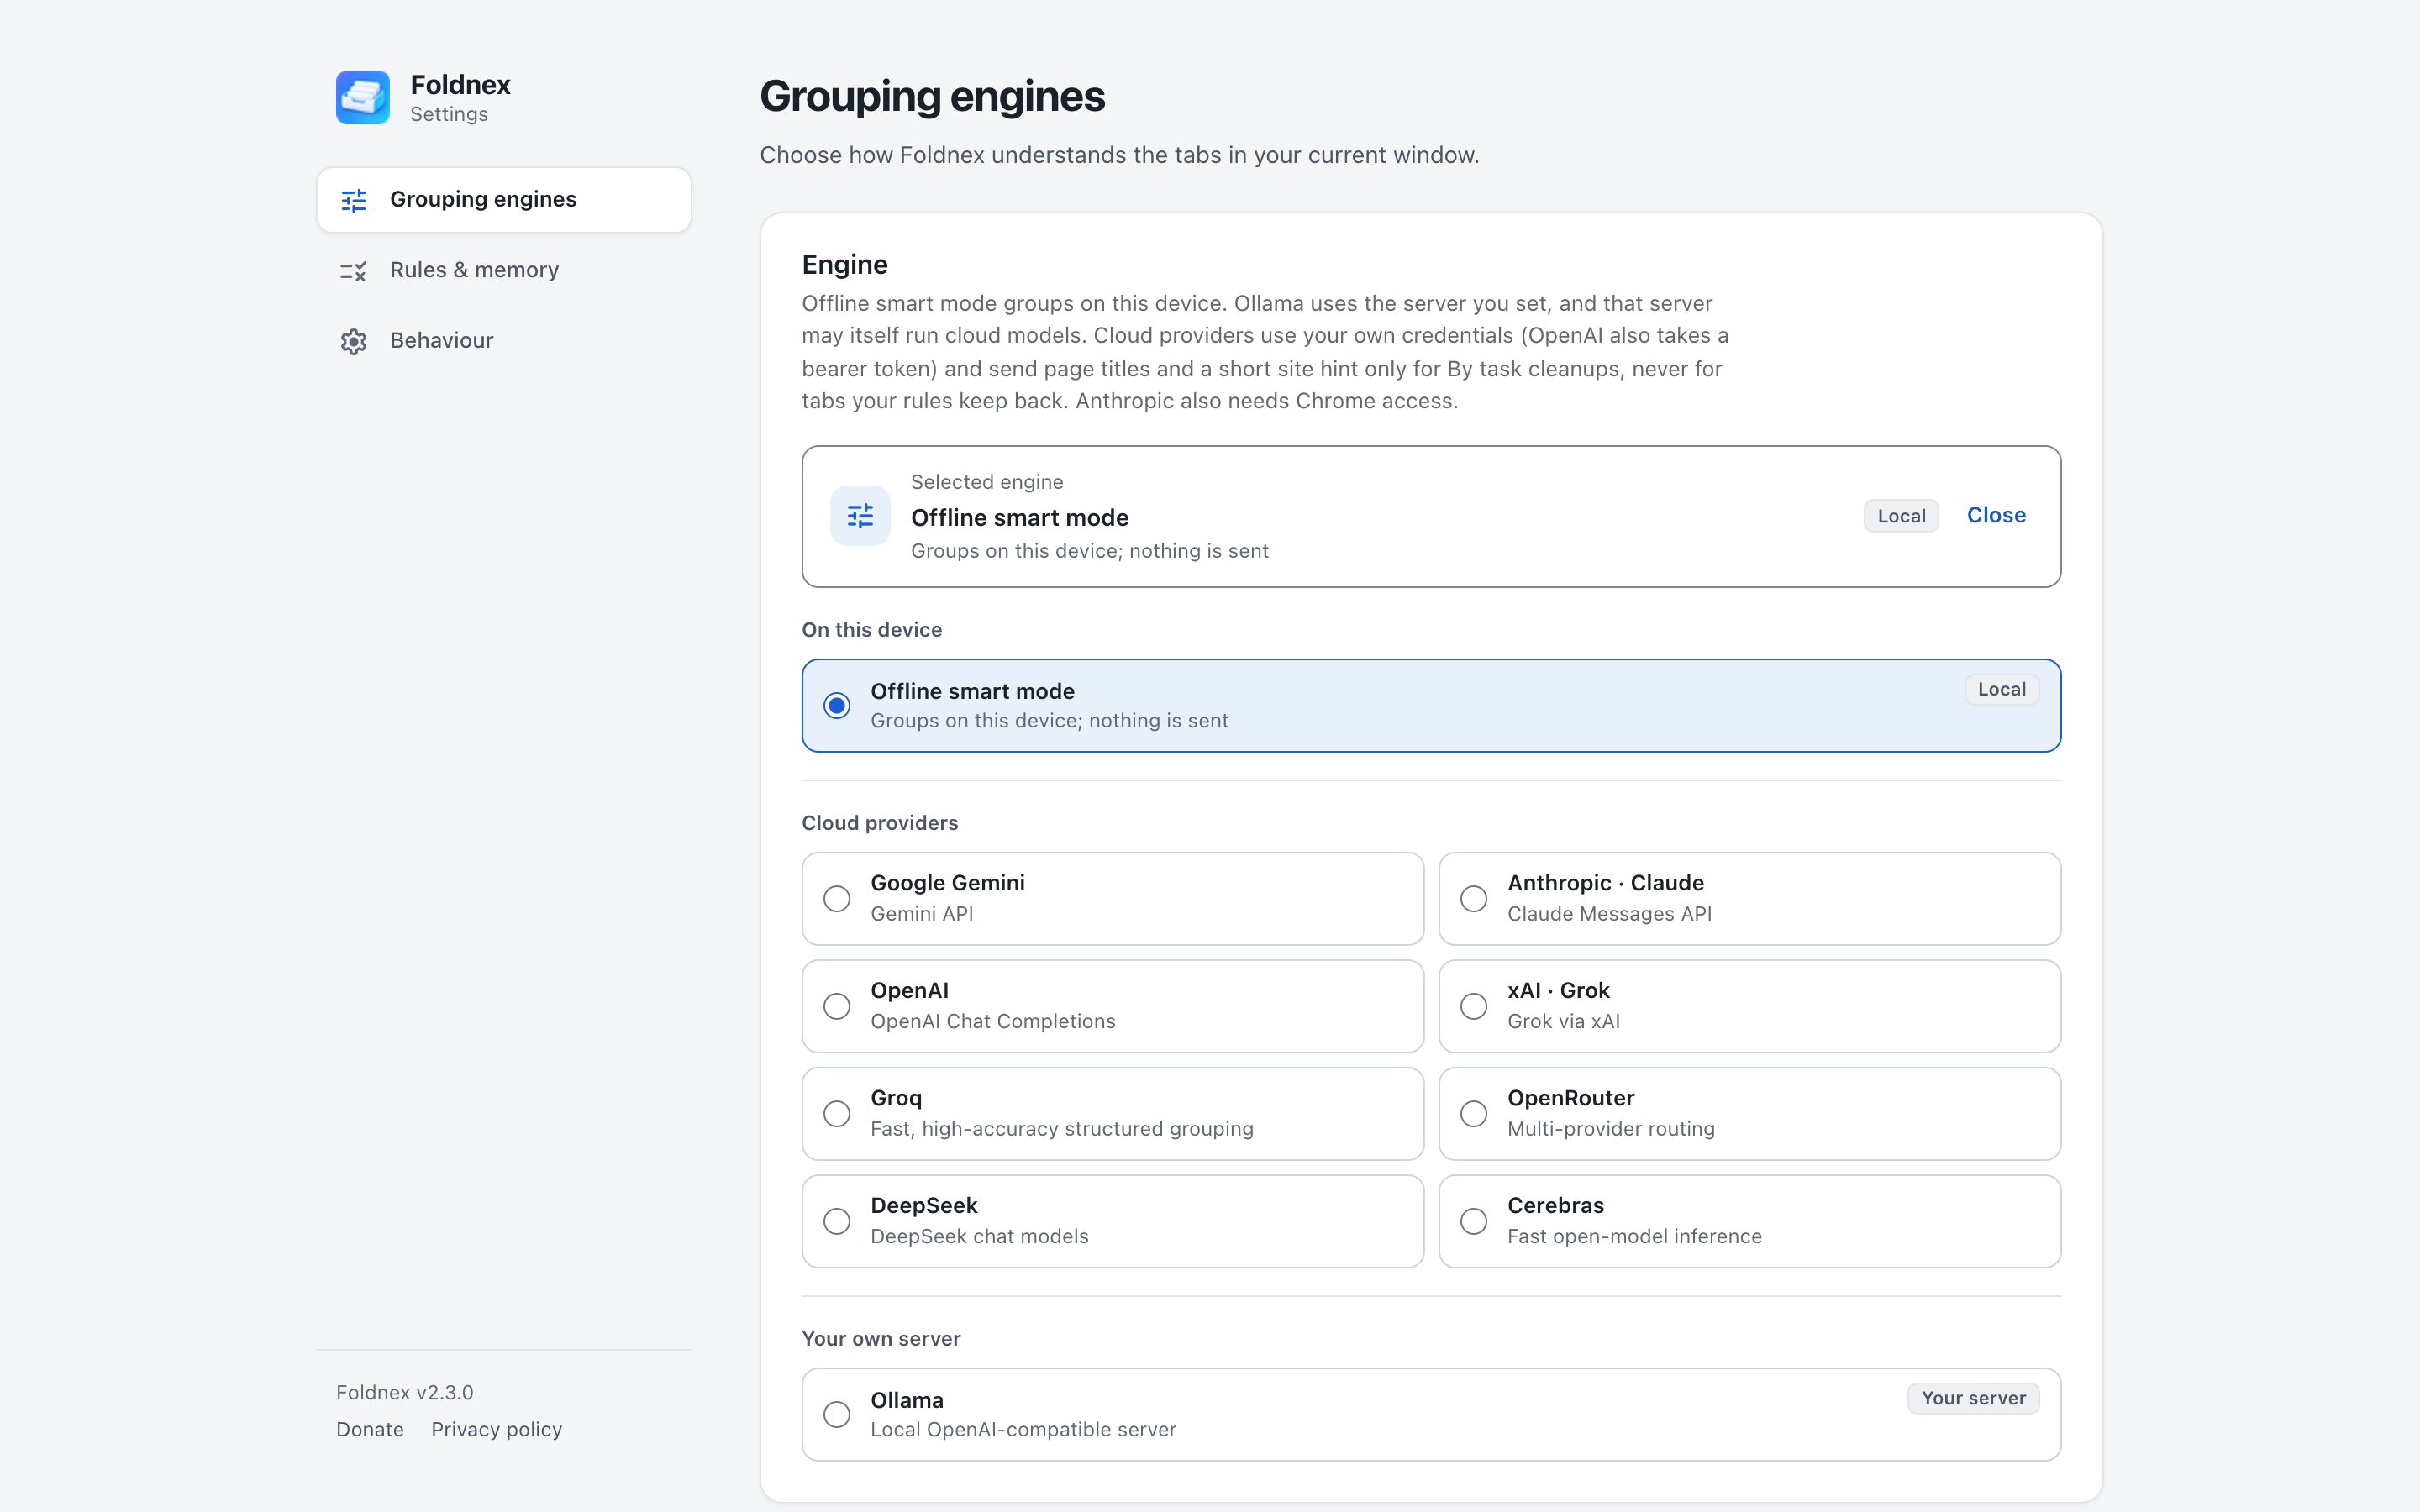 Foldnex
Settings
Grouping engines
Rules & memory
Behaviour
Foldnex v2.3.0
Donate
Privacy policy
Grouping engines
Choose how Foldnex understands the tabs in your current window.
Engine
Offline smart mode groups on this device. Ollama uses the server you set, and that server
may itself run cloud models. Cloud providers use your own credentials (OpenAI also takes a
bearer token) and send page titles and a short site hint only for By task cleanups, never for
tabs your rules keep back. Anthropic also needs Chrome access.
Selected engine
Offline smart mode
Groups on this device; nothing is sent
Local
Close
On this device
Offline smart mode
Groups on this device; nothing is sent
Local
Cloud providers
Google Gemini
Gemini API
Anthropic · Claude
Claude Messages API
OpenAI
OpenAI Chat Completions
xAI · Grok
Grok via xAI
Groq
Fast, high-accuracy structured grouping
OpenRouter
Multi-provider routing
DeepSeek
DeepSeek chat models
Cerebras
Fast open-model inference
Your own server
Ollama
Local OpenAI-compatible server
Your server